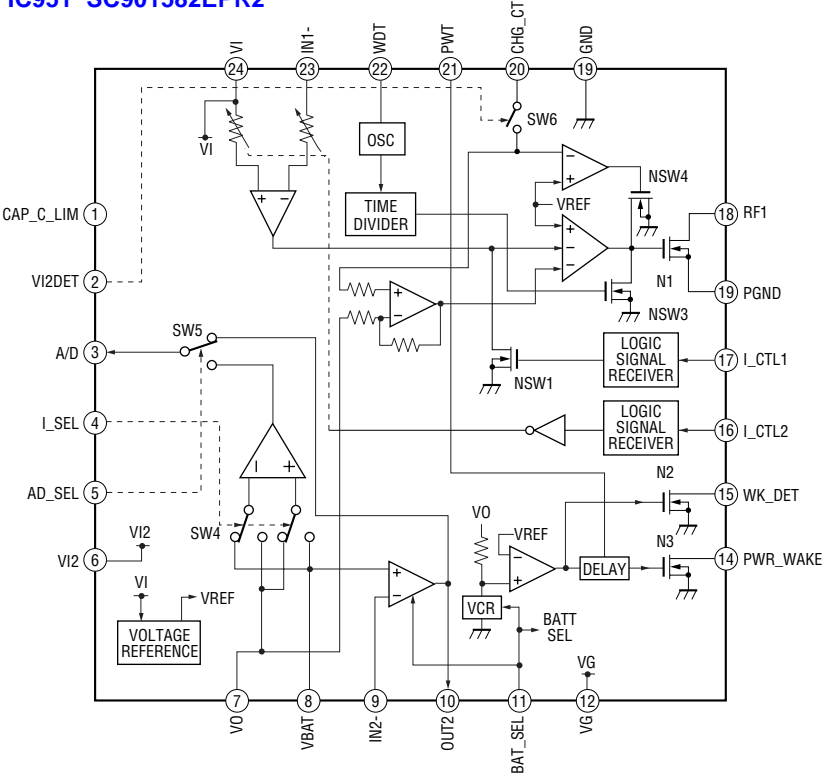 IC951 SC901582EPR2
VI
IN1-
WDT
PWT
CHG_CT
GND
24
23
22
21
20
19
VI
OSC
SW6
NSW4
CAP_C_LIM
1
TIME
DIVIDER
VREF
18
RF1
VI2DET
2
N1
19
PGND
NSW3
A/D
3
SW5
NSW1
LOGIC
SIGNAL
RECEIVER
17
I_CTL1
I_SEL
4
LOGIC
SIGNAL
RECEIVER
16
I_CTL2
AD_SEL
5
N2
15
WK_DET
SW4
VO
VREF
N3
VI2
6
VI2
DELAY
14
PWR_WAKE
VI
VREF
VCR
BATT
SEL
VOLTAGE
REFERENCE
VG
7
8
9
10
11
12
VO
VBAT
IN2-
OUT2
BAT_SEL
VG